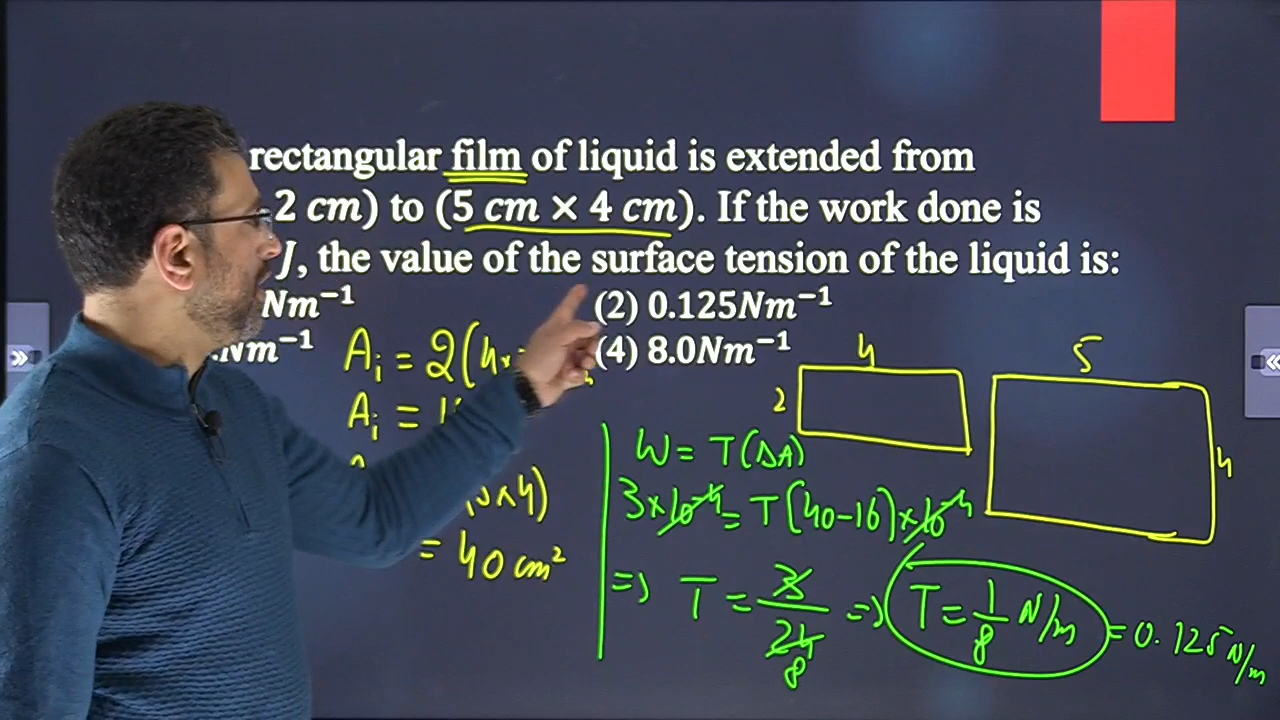 rectangular film of liquid is extended from
2 cm) to (5 cm × 4 cm). If the work done is
J, the value of the surface tension of the liquid is:
Nm⁻¹ (2) 0.125Nm⁻¹
Nm⁻¹ (4) 8.0Nm⁻¹
Aᵢ = 2(4×
Aᵢ = 1
×4)
= 40 cm²
4
2
5
4
W = T(ΔA)
3×10⁻⁴ = T(40-16)×10⁻⁴
=> T = 3/24 => T = 1/8 N/m = 0.125 N/m
8